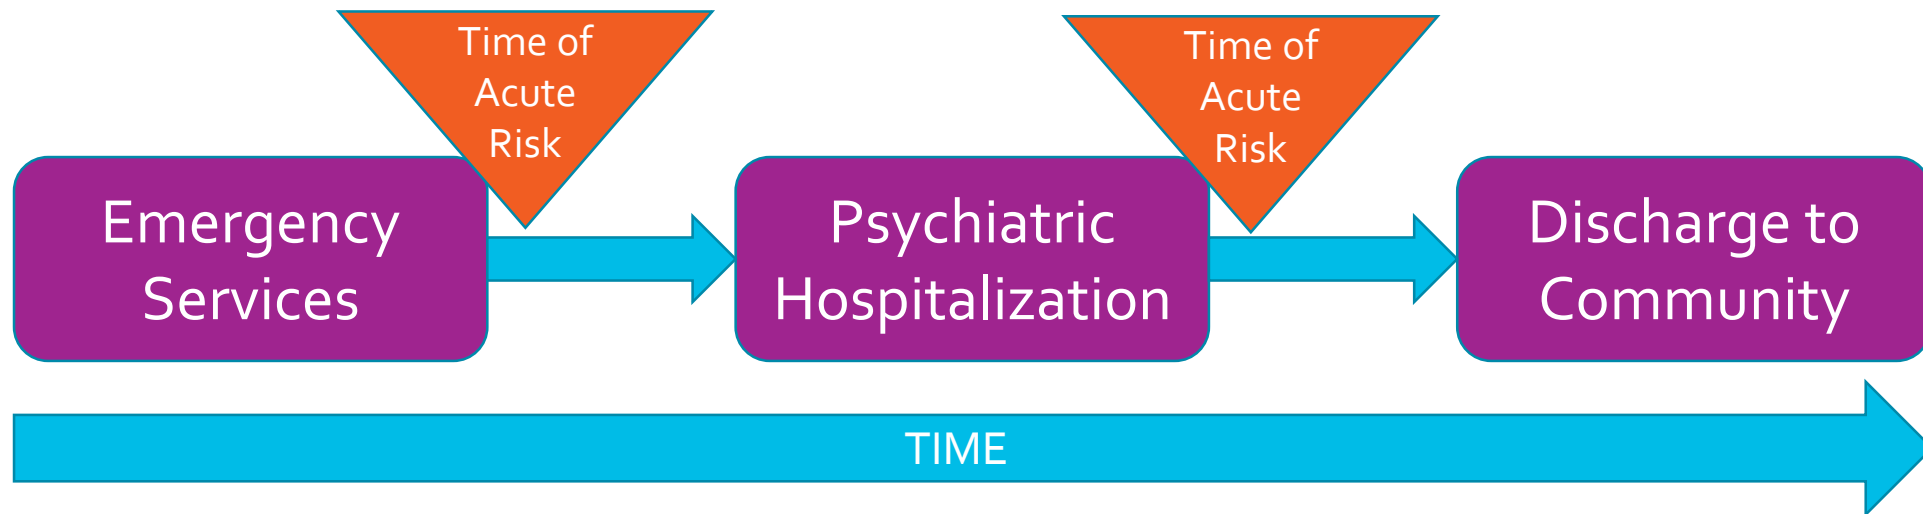 Time of
Acute
Risk
Time of
Acute
Risk
Emergency
Services
Psychiatric
Hospitalization
Discharge to
Community
TIME